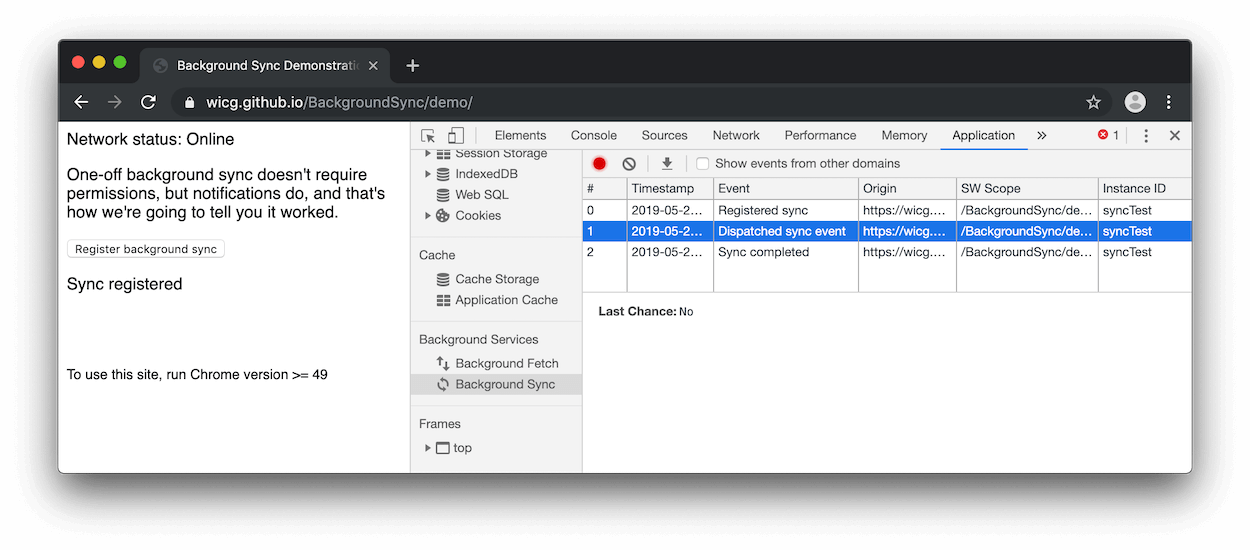 Background Sync Demonstratio
wicg.github.io/BackgroundSync/demo/
Network status: Online
One-off background sync doesn't require
permissions, but notifications do, and that's
how we're going to tell you it worked.
Register background sync
Sync registered
To use this site, run Chrome version >= 49
Elements Console Sources Network Performance Memory Application » 1
Session Storage
IndexedDB
Web SQL
Cookies
Cache
Cache Storage
Application Cache
Background Services
Background Fetch
Background Sync
Frames
top
Show events from other domains
# Timestamp Event Origin SW Scope Instance ID
0 2019-05-2… Registered sync https://wicg.… /BackgroundSync/de… syncTest
1 2019-05-2… Dispatched sync event https://wicg.… /BackgroundSync/de… syncTest
2 2019-05-2… Sync completed https://wicg.… /BackgroundSync/de… syncTest
Last Chance: No